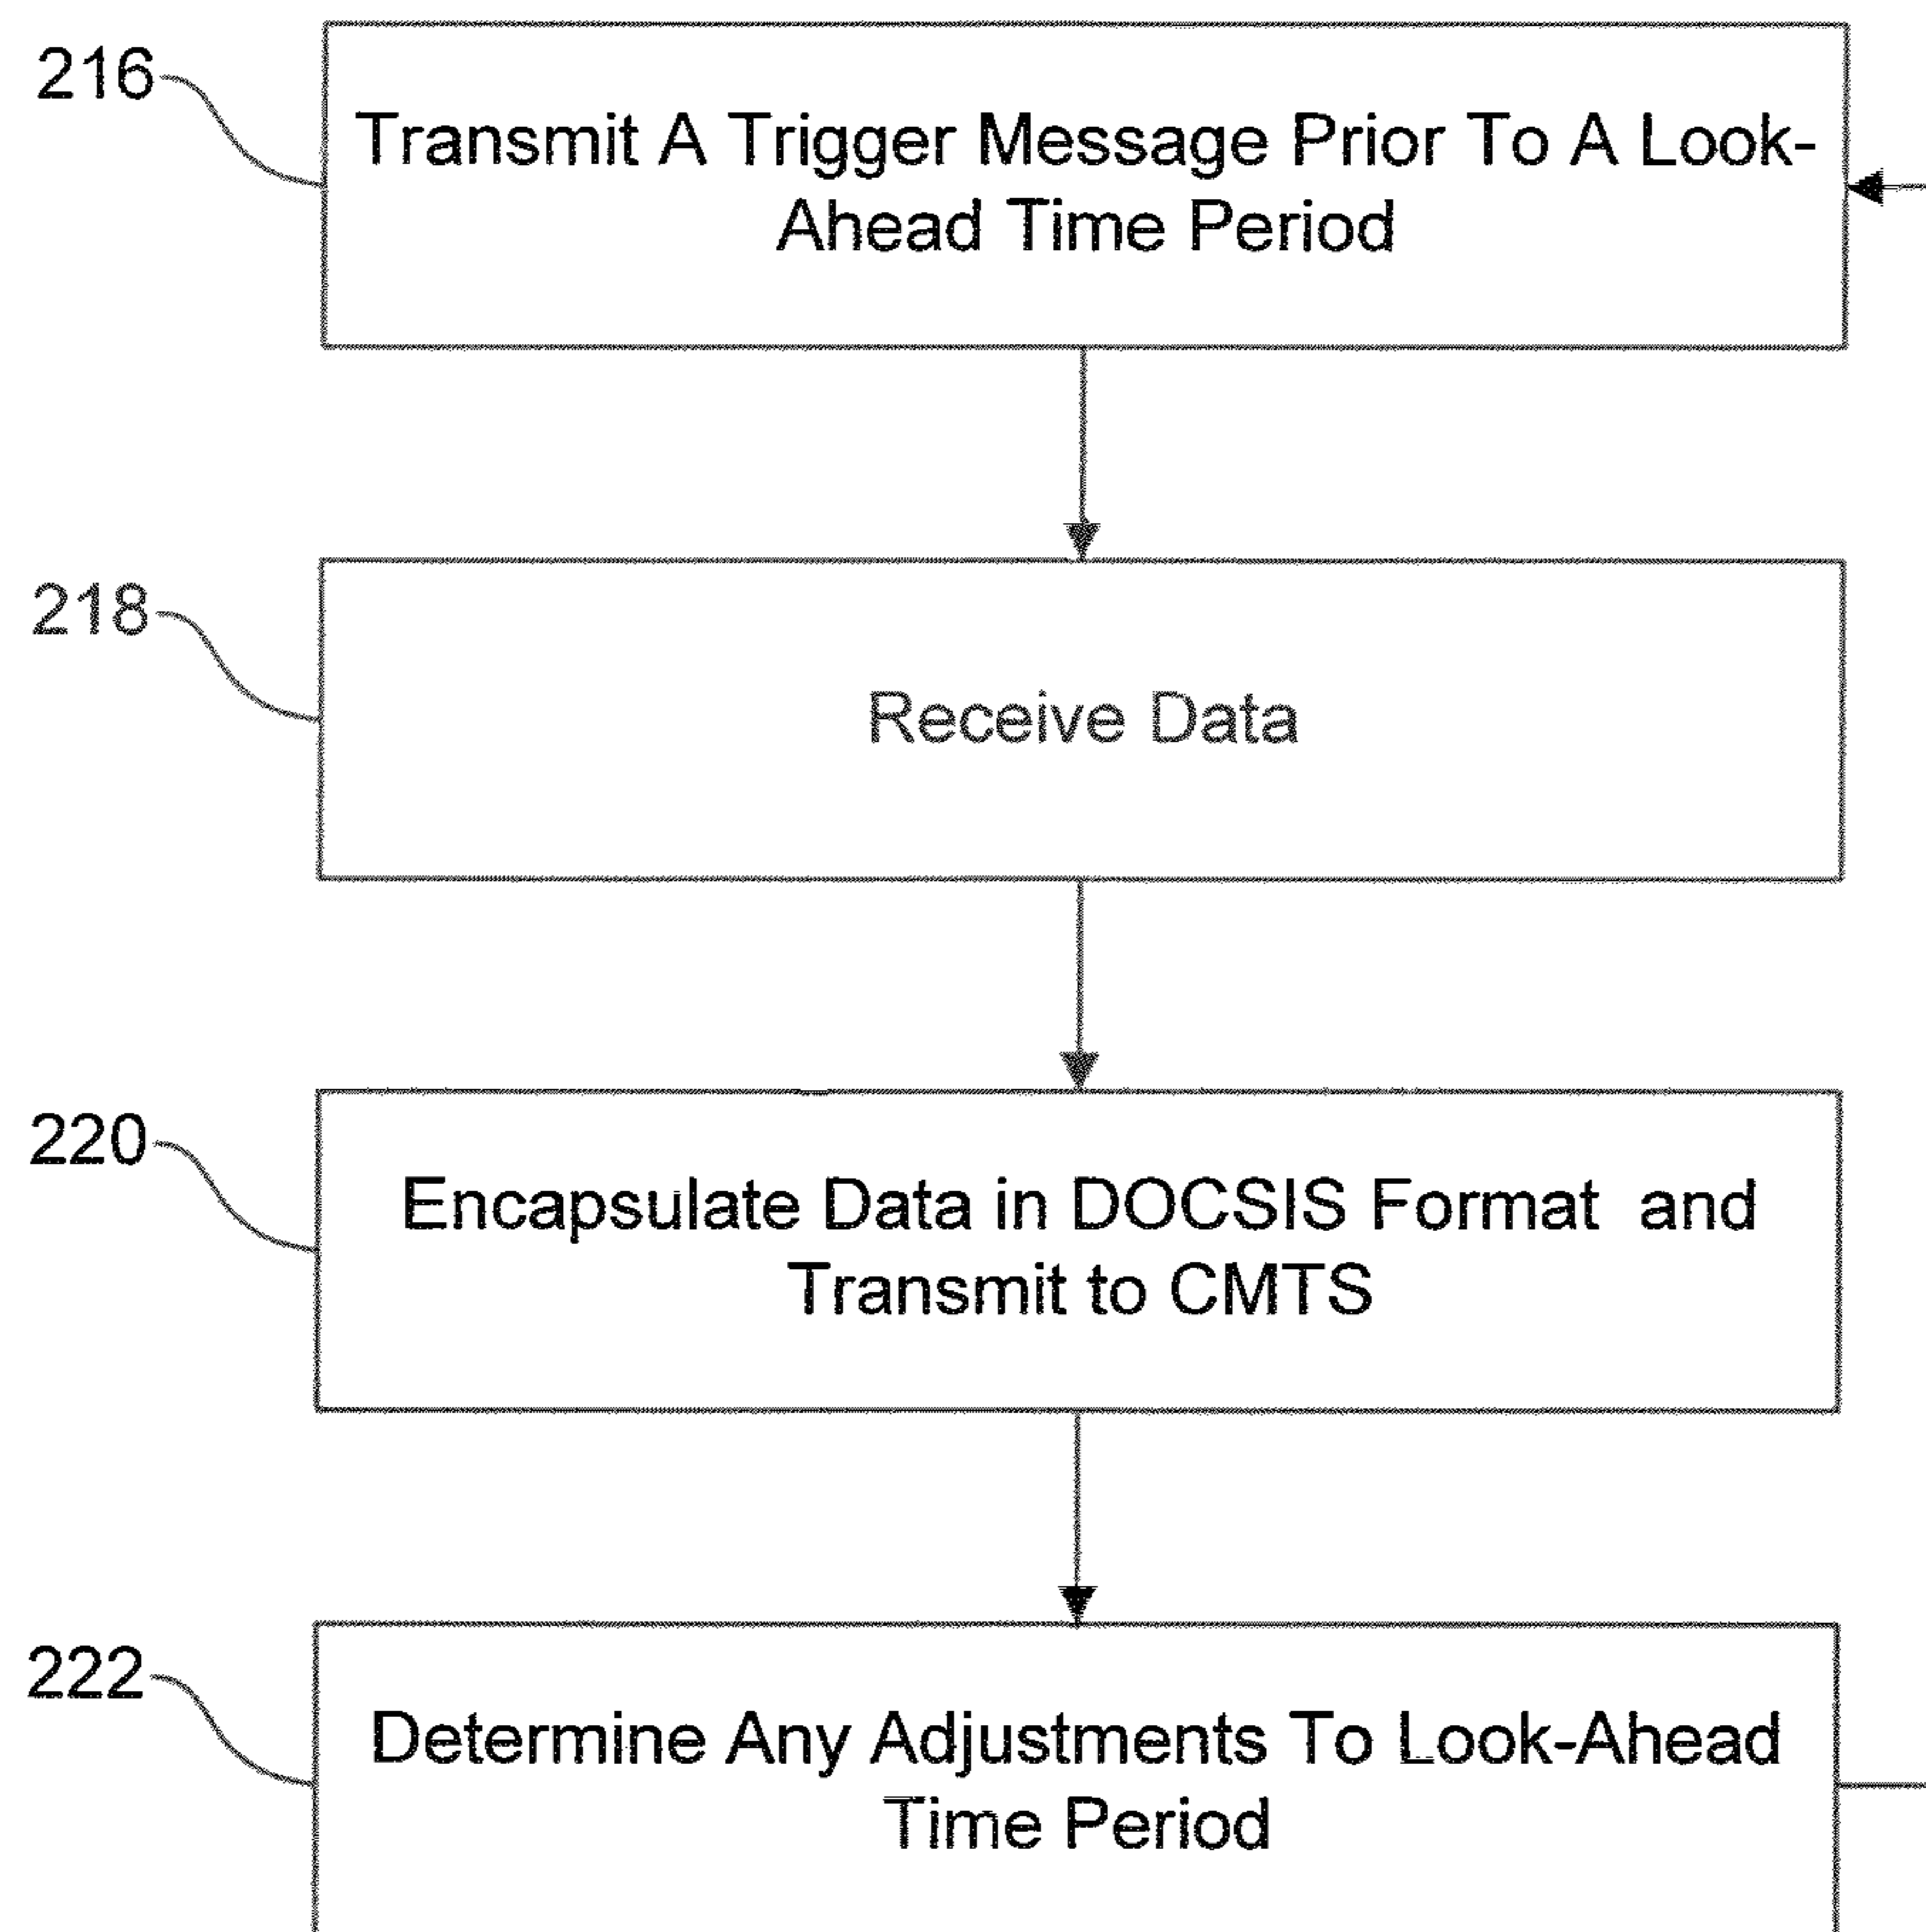 216
Transmit A Trigger Message Prior To A Look-
Ahead Time Period
218
Receive Data
220
Encapsulate Data in DOCSIS Format and
Transmit to CMTS
222
Determine Any Adjustments To Look-Ahead
Time Period